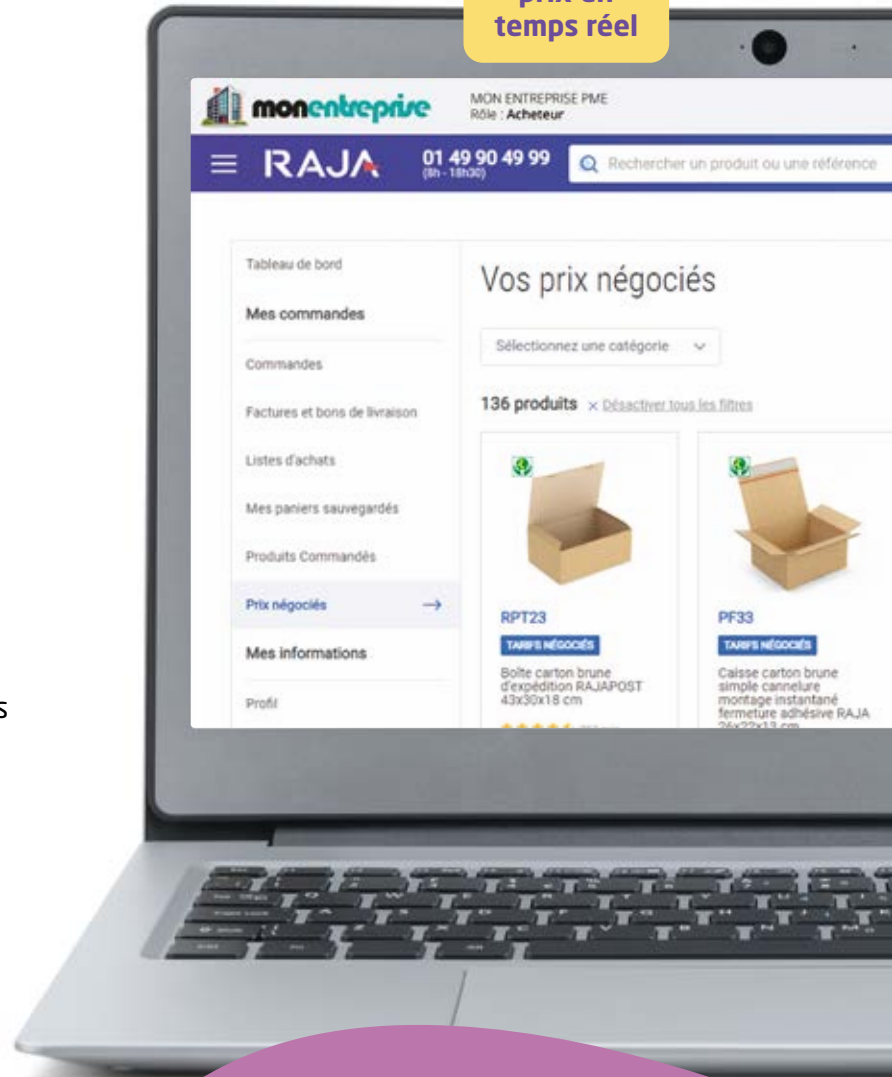 prix en
temps réel
monentreprise
MON ENTREPRISE PME
Rôle : Acheteur
RAJA
01 49 90 49 99
(8h - 18h30)
Rechercher un produit ou une référence
Tableau de bord
Mes commandes
Commandes
Factures et bons de livraison
Listes d'achats
Mes paniers sauvegardés
Produits Commandés
Prix négociés
Mes informations
Profil
Vos prix négociés
Sélectionnez une catégorie
136 produits × Désactiver tous les filtres
RPT23
TARIFS NÉGOCIÉS
Boîte carton brune
d'expédition RAJAPOST
43x30x18 cm
PF33
TARIFS NÉGOCIÉS
Caisse carton brune
simple cannelure
montage instantané
fermeture adhésive RAJA
26x22x13 cm
s